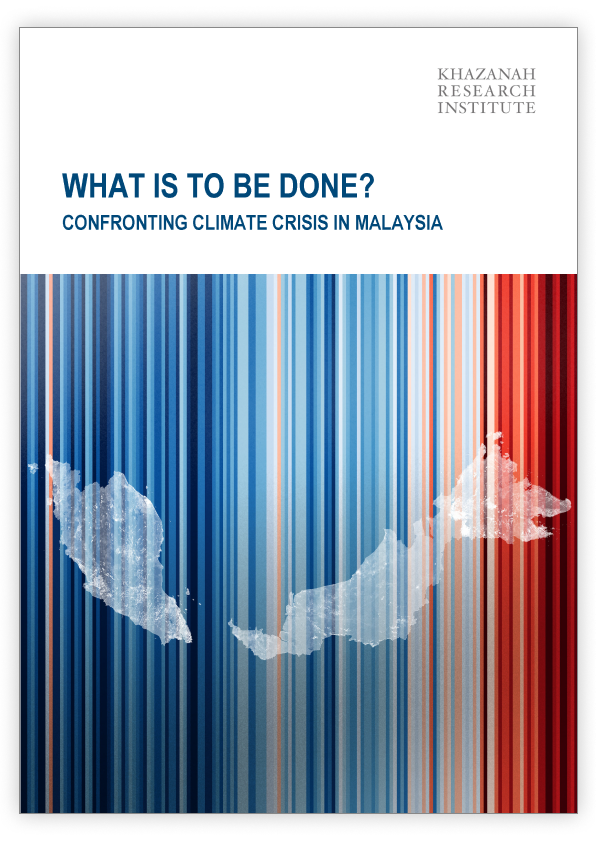 KHAZANAH
RESEARCH
INSTITUTE
WHAT IS TO BE DONE?
CONFRONTING CLIMATE CRISIS IN MALAYSIA